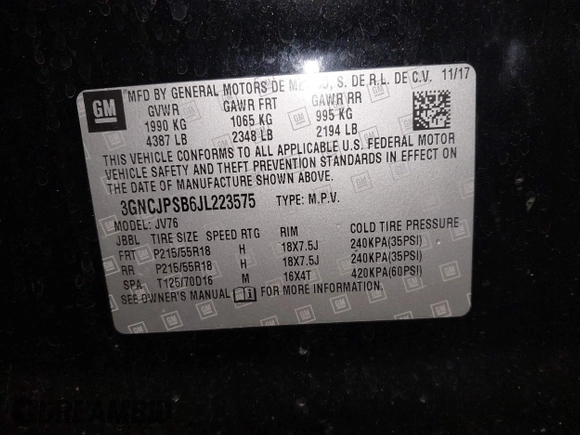 GM
MFD BY GENERAL MOTORS DE MEXICO, S. DE R.L. DE C.V. 11/17
GVWR GAWR FRT GAWR RR
1990 KG 1065 KG 995 KG
4387 LB 2348 LB 2194 LB
THIS VEHICLE CONFORMS TO ALL APPLICABLE U.S. FEDERAL MOTOR
VEHICLE SAFETY AND THEFT PREVENTION STANDARDS IN EFFECT ON
THE DATE OF MANUFACTURE SHOWN ABOVE.
3GNCJPSB6JL223575 TYPE: M.P.V.
MODEL: JV76
JBBL TIRE SIZE SPEED RTG RIM COLD TIRE PRESSURE
FRT P215/55R18 H 18X7.5J 240KPA(35PSI)
RR P215/55R18 H 18X7.5J 240KPA(35PSI)
SPA T125/70D16 M 16X4T 420KPA(60PSI)
SEE OWNER'S MANUAL FOR MORE INFORMATION.
DREAMBID